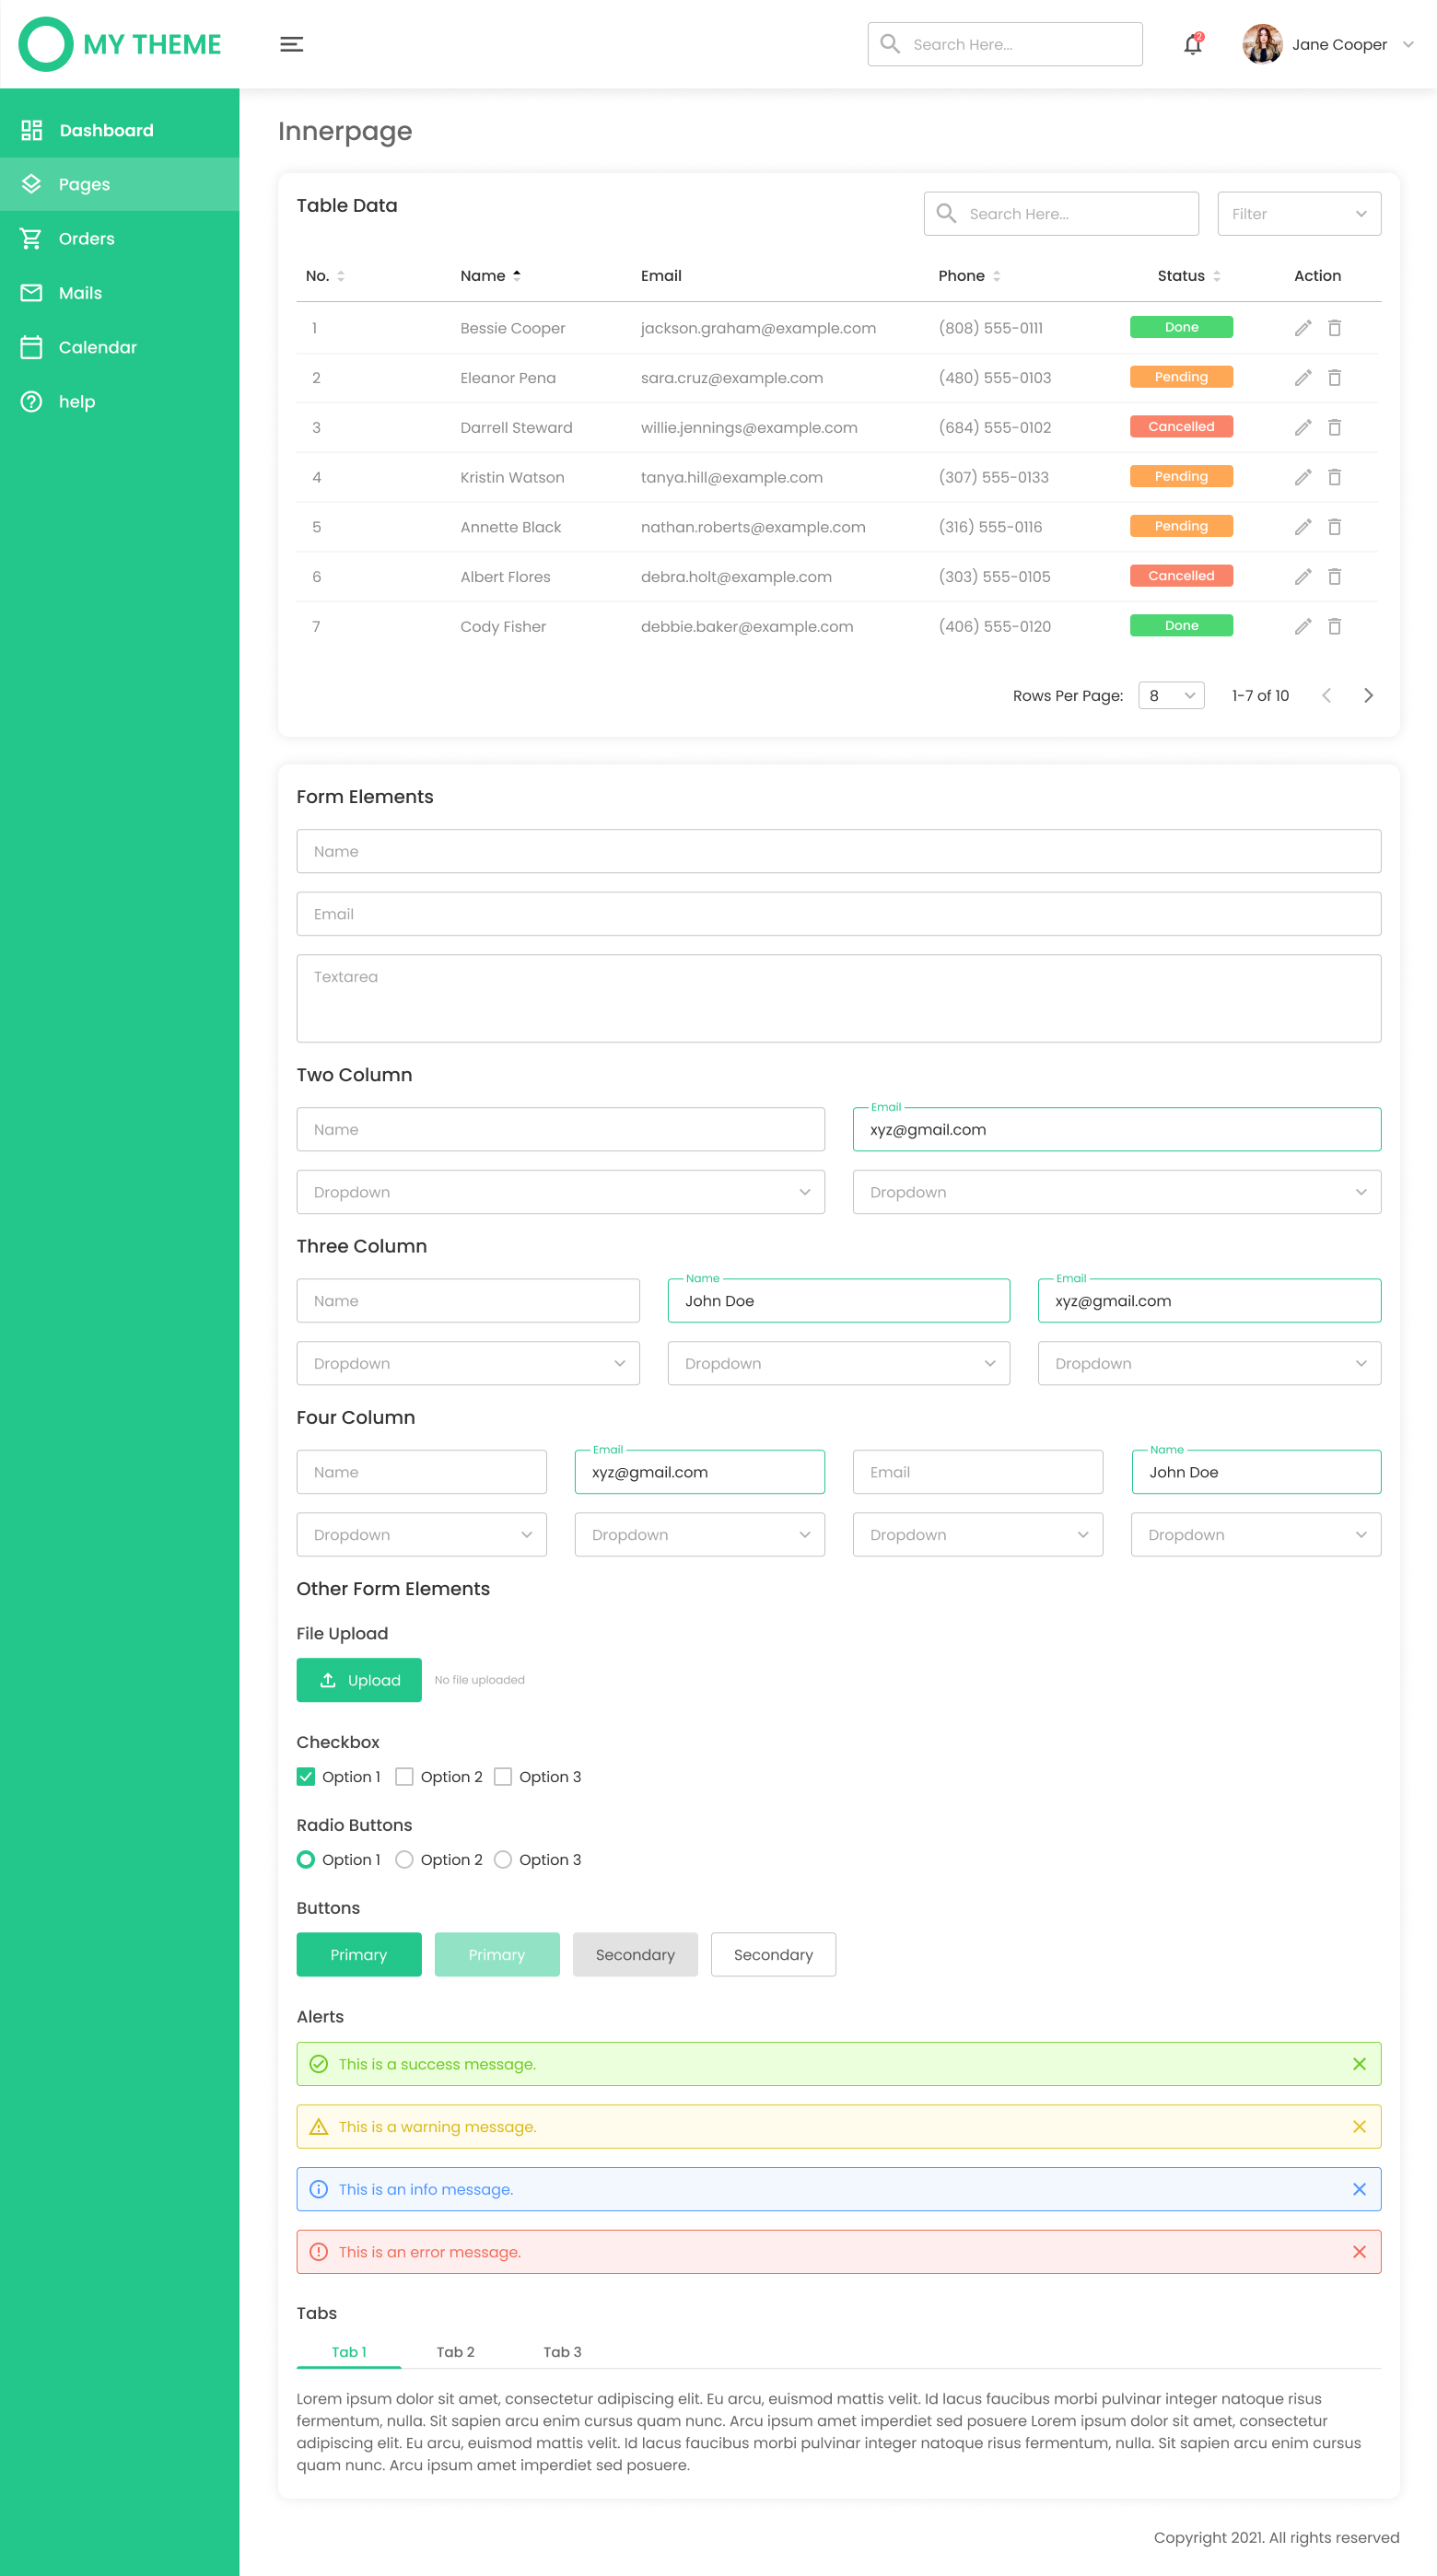 MY THEME
Search Here...
2
Jane Cooper
Dashboard
Pages
Orders
Mails
Calendar
help
Innerpage
Table Data
Search Here...
Filter
No. Name Email Phone Status Action
1 Bessie Cooper jackson.graham@example.com (808) 555-0111 Done
2 Eleanor Pena sara.cruz@example.com (480) 555-0103 Pending
3 Darrell Steward willie.jennings@example.com (684) 555-0102 Cancelled
4 Kristin Watson tanya.hill@example.com (307) 555-0133 Pending
5 Annette Black nathan.roberts@example.com (316) 555-0116 Pending
6 Albert Flores debra.holt@example.com (303) 555-0105 Cancelled
7 Cody Fisher debbie.baker@example.com (406) 555-0120 Done
Rows Per Page: 8 1-7 of 10
Form Elements
Name
Email
Textarea
Two Column
Name
Email
xyz@gmail.com
Dropdown Dropdown
Three Column
Name
Name
John Doe
Email
xyz@gmail.com
Dropdown Dropdown Dropdown
Four Column
Name
Email
xyz@gmail.com
Email
Name
John Doe
Dropdown Dropdown Dropdown Dropdown
Other Form Elements
File Upload
Upload No file uploaded
Checkbox
Option 1 Option 2 Option 3
Radio Buttons
Option 1 Option 2 Option 3
Buttons
Primary Primary Secondary Secondary
Alerts
This is a success message.
This is a warning message.
This is an info message.
This is an error message.
Tabs
Tab 1 Tab 2 Tab 3
Lorem ipsum dolor sit amet, consectetur adipiscing elit. Eu arcu, euismod mattis velit. Id lacus faucibus morbi pulvinar integer natoque risus
fermentum, nulla. Sit sapien arcu enim cursus quam nunc. Arcu ipsum amet imperdiet sed posuere Lorem ipsum dolor sit amet, consectetur
adipiscing elit. Eu arcu, euismod mattis velit. Id lacus faucibus morbi pulvinar integer natoque risus fermentum, nulla. Sit sapien arcu enim cursus
quam nunc. Arcu ipsum amet imperdiet sed posuere.
Copyright 2021. All rights reserved